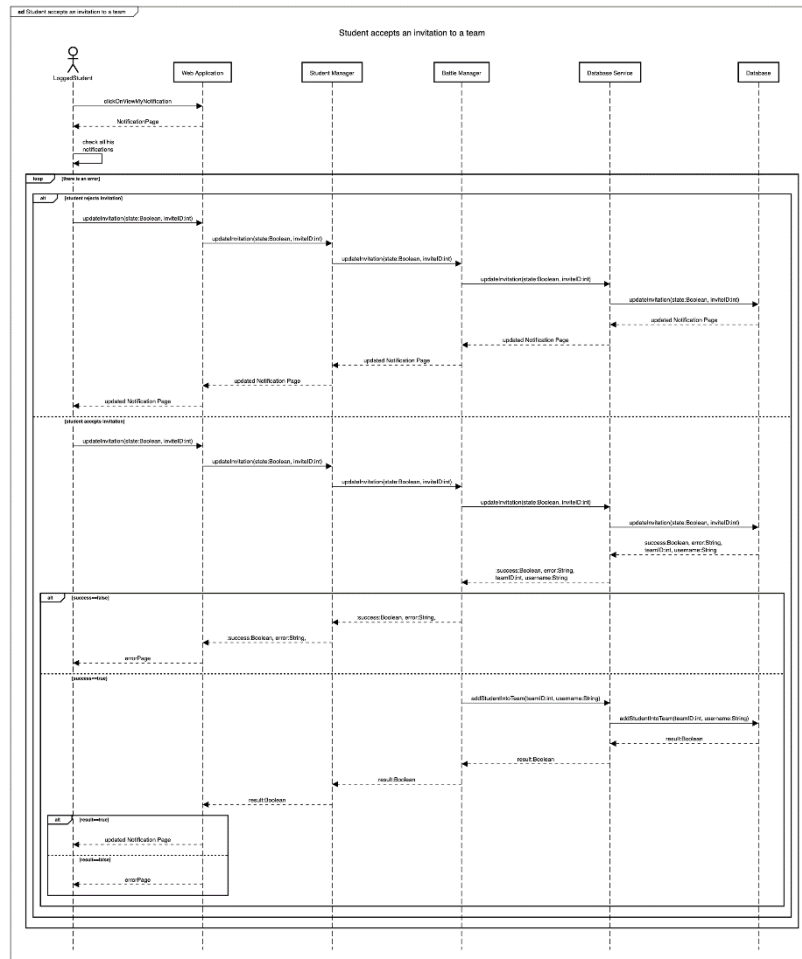 sd Student accepts an invitation to a team
Student accepts an invitation to a team
LoggedStudent
Web Application
Student Manager
Battle Manager
Database Service
Database
clickOnViewMyNotification
NotificationPage
check all his
notifications
loop
[there is an error]
alt
[student rejects invitation]
updateInvitation(state:Boolean, inviteID:int)
updateInvitation(state:Boolean, inviteID:int)
updateInvitation(state:Boolean, inviteID:int)
updateInvitation(state:Boolean, inviteID:int)
updateInvitation(state:Boolean, inviteID:int)
updated Notification Page
updated Notification Page
updated Notification Page
updated Notification Page
updated Notification Page
[student accepts invitation]
updateInvitation(state:Boolean, inviteID:int)
updateInvitation(state:Boolean, inviteID:int)
updateInvitation(state:Boolean, inviteID:int)
updateInvitation(state:Boolean, inviteID:int)
updateInvitation(state:Boolean, inviteID:int)
:success:Boolean, error:String,
teamID:int, username:String
:success:Boolean, error:String,
teamID:int, username:String
alt
[success==false]
:success:Boolean, error:String,
:success:Boolean, error:String,
errorPage
[success==true]
addStudentIntoTeam(teamID:int, username:String)
addStudentIntoTeam(teamID:int, username:String)
result:Boolean
result:Boolean
result:Boolean
result:Boolean
alt
[result==true]
updated Notification Page
[result==false]
errorPage